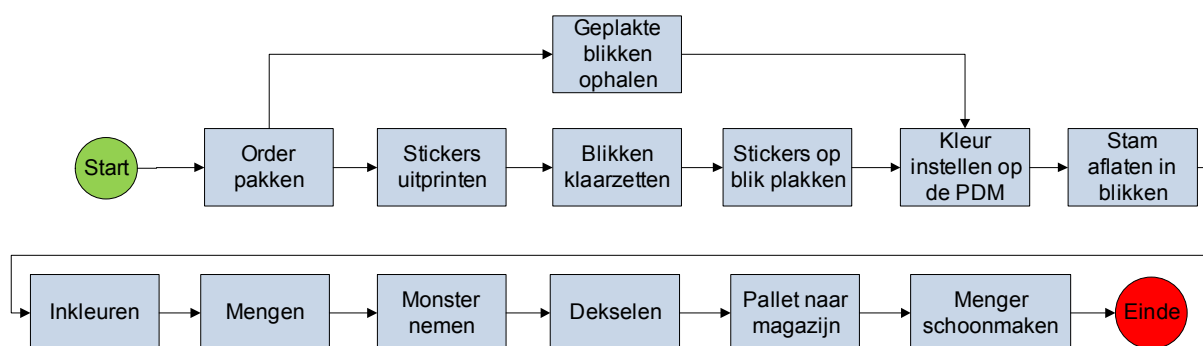 Geplakte
blikken
ophalen
Start
Order
pakken
Stickers
uitprinten
Blikken
klaarzetten
Stickers op
blik plakken
Kleur
instellen op
de PDM
Stam
aflaten in
blikken
Inkleuren
Mengen
Monster
nemen
Dekselen
Pallet naar
magazijn
Menger
schoonmaken
Einde